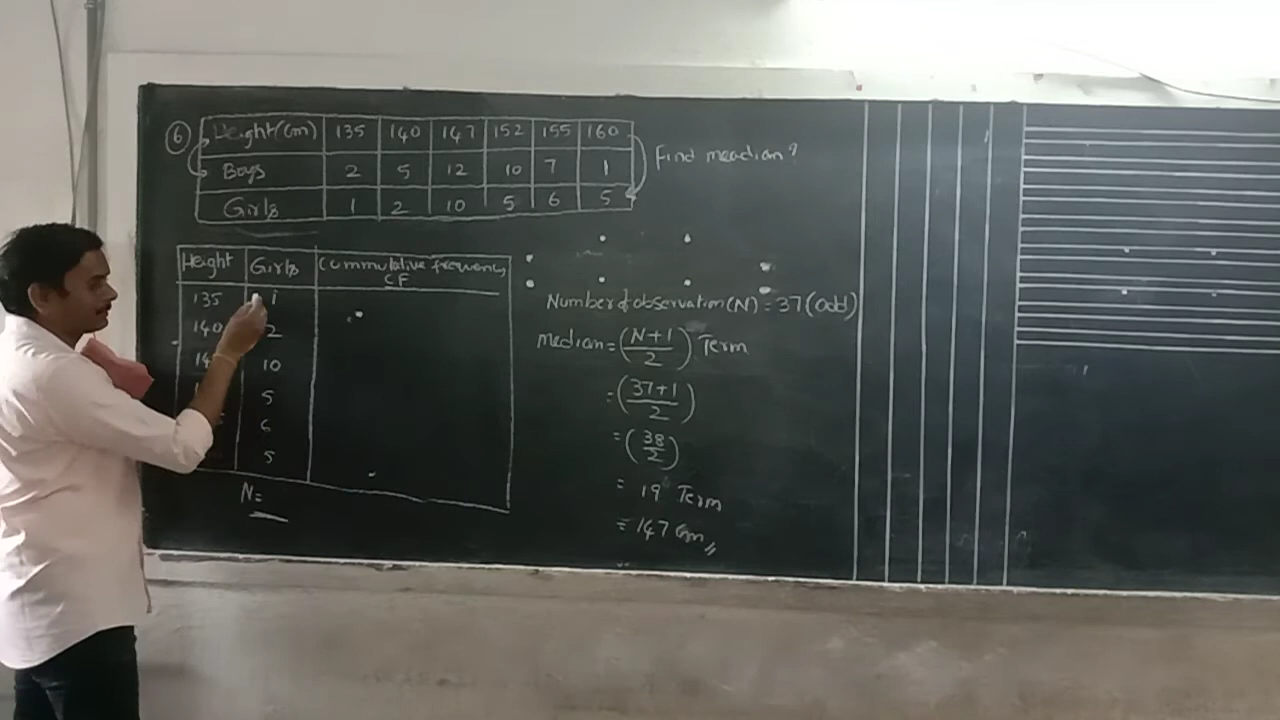 6 Height(cm) 135 140 147 152 155 160
Boys 2 5 12 10 7 1
Girls 1 2 10 5 6 5
Find meadian?
Height Girls Cummulative frequency CF
135 1
140 2
14 10
5
6
5
N=
Number of observation (N) = 37 (odd)
median = (N+1/2) Term
= (37+1/2)
= (38/2)
= 19 Term
= 147 cm